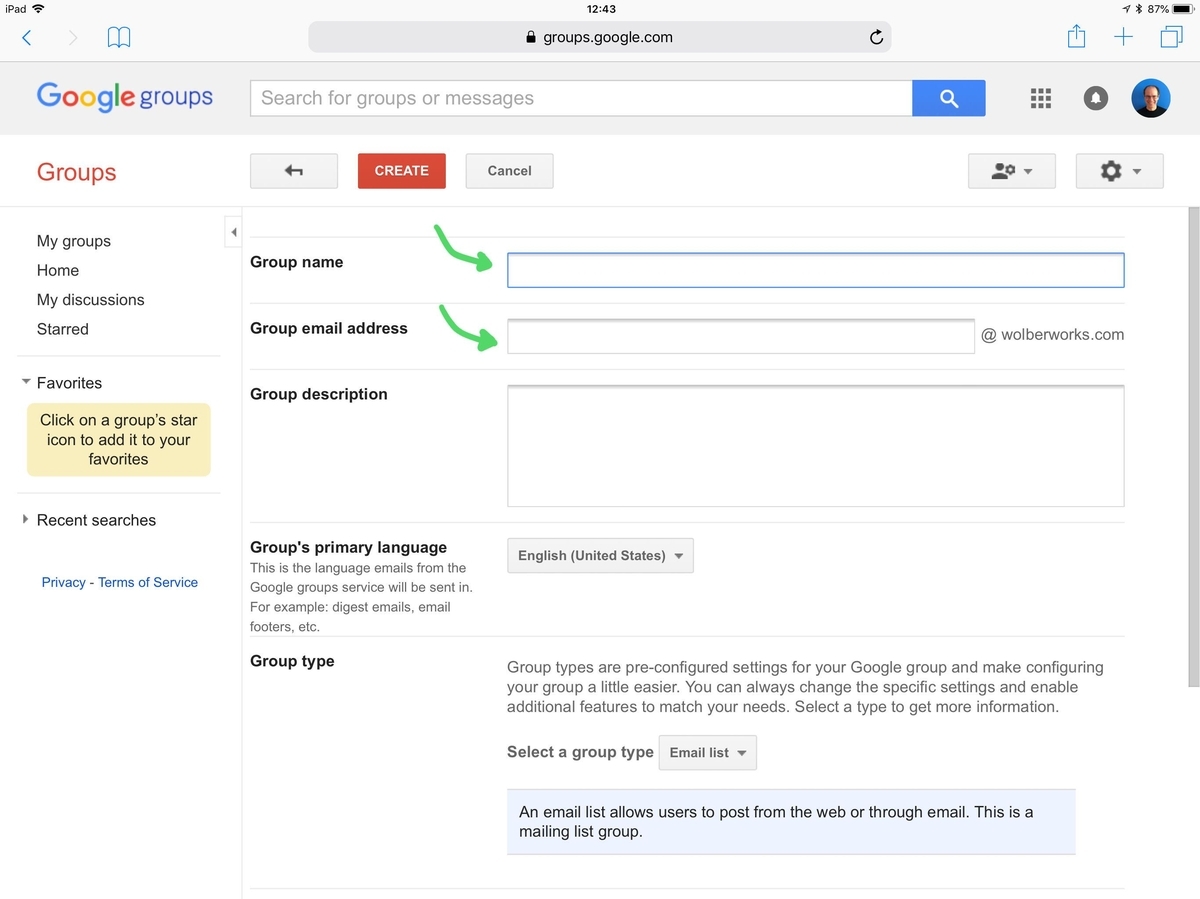 iPad 12:43 87%
groups.google.com
Google groups Search for groups or messages
Groups CREATE Cancel
My groups
Home
My discussions
Starred
Favorites
Click on a group's star
icon to add it to your
favorites
Recent searches
Privacy - Terms of Service
Group name
Group email address @ wolberworks.com
Group description
Group's primary language English (United States)
This is the language emails from the
Google groups service will be sent in.
For example: digest emails, email
footers, etc.
Group type
Group types are pre-configured settings for your Google group and make configuring
your group a little easier. You can always change the specific settings and enable
additional features to match your needs. Select a type to get more information.
Select a group type Email list
An email list allows users to post from the web or through email. This is a
mailing list group.